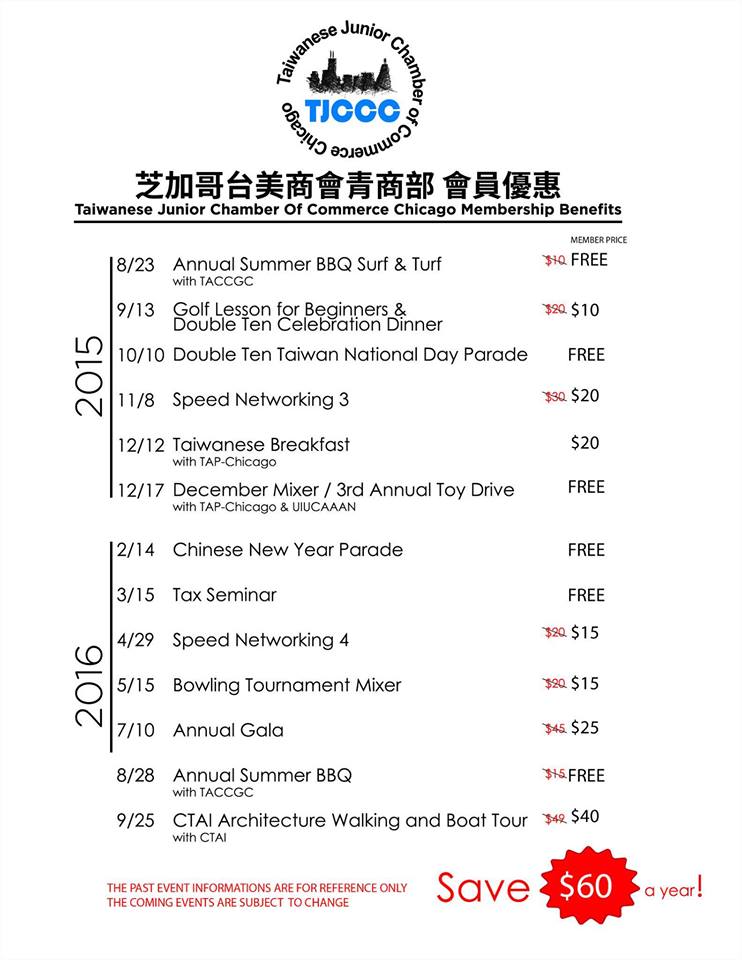 Taiwanese Junior Chamber of Commerce Chicago
TJCCC
芝加哥台美商會青商部 會員優惠
Taiwanese Junior Chamber Of Commerce Chicago Membership Benefits
MEMBER PRICE
2015
8/23 Annual Summer BBQ Surf & Turf $10 FREE
with TACCGC
9/13 Golf Lesson for Beginners & $20 $10
Double Ten Celebration Dinner
10/10 Double Ten Taiwan National Day Parade FREE
11/8 Speed Networking 3 $30 $20
12/12 Taiwanese Breakfast $20
with TAP-Chicago
12/17 December Mixer / 3rd Annual Toy Drive FREE
with TAP-Chicago & UIUCAAAN
2016
2/14 Chinese New Year Parade FREE
3/15 Tax Seminar FREE
4/29 Speed Networking 4 $20 $15
5/15 Bowling Tournament Mixer $20 $15
7/10 Annual Gala $45 $25
8/28 Annual Summer BBQ $15 FREE
with TACCGC
9/25 CTAI Architecture Walking and Boat Tour $49 $40
with CTAI
THE PAST EVENT INFORMATIONS ARE FOR REFERENCE ONLY
THE COMING EVENTS ARE SUBJECT TO CHANGE
Save $60 a year!